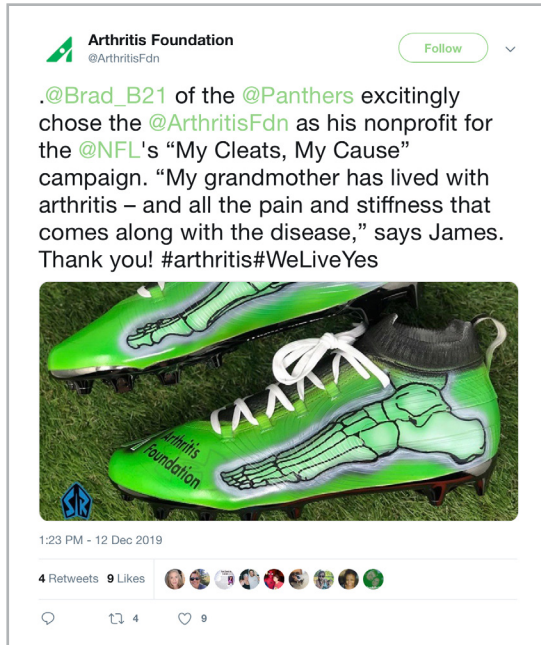 Arthritis Foundation
@ArthritisFdn
Follow
.@Brad_B21 of the @Panthers excitingly
chose the @ArthritisFdn as his nonprofit for
the @NFL's “My Cleats, My Cause”
campaign. “My grandmother has lived with
arthritis – and all the pain and stiffness that
comes along with the disease,” says James.
Thank you! #arthritis#WeLiveYes
Arthritis
Foundation
SR
1:23 PM - 12 Dec 2019
4 Retweets 9 Likes
4 9